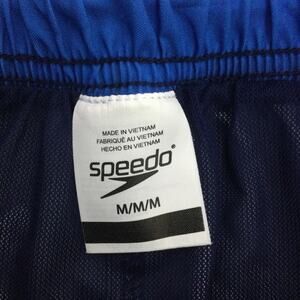 MADE IN VIETNAM
FABRIQUÉ AU VIETNAM
HECHO EN VIETNAM
speedo
M/M/M